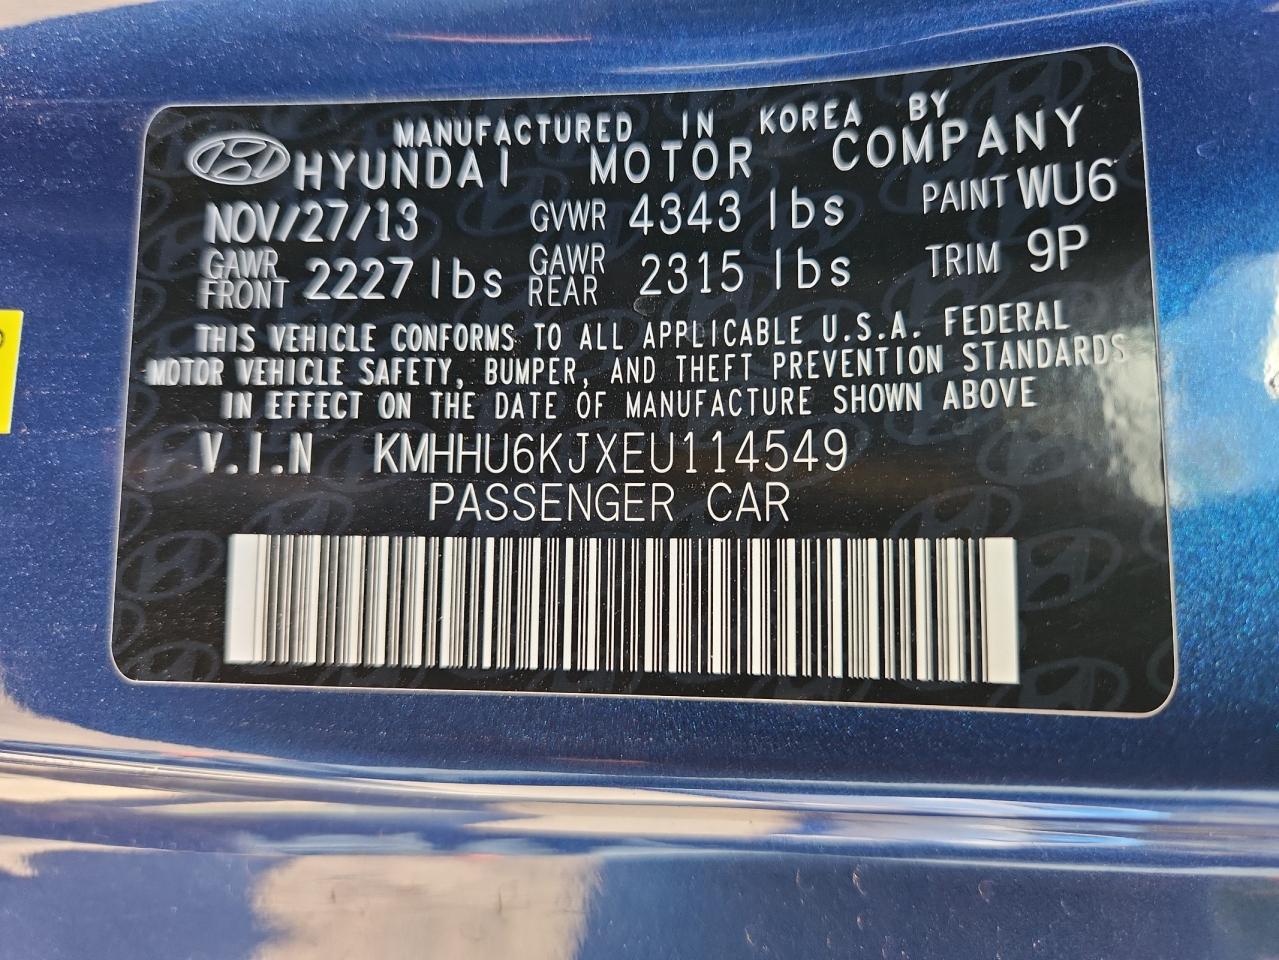 MANUFACTURED IN KOREA BY
HYUNDAI MOTOR COMPANY
NOV/27/13 GVWR 4343 lbs PAINT WU6
GAWR FRONT 2227 lbs GAWR REAR 2315 lbs TRIM 9P
THIS VEHICLE CONFORMS TO ALL APPLICABLE U.S.A. FEDERAL
MOTOR VEHICLE SAFETY, BUMPER, AND THEFT PREVENTION STANDARDS
IN EFFECT ON THE DATE OF MANUFACTURE SHOWN ABOVE
V.I.N KMHHU6KJXEU114549
PASSENGER CAR